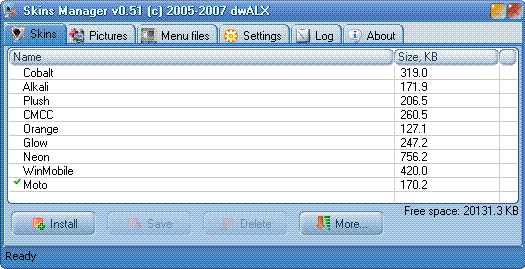 Skins Manager v0.51 (c) 2005-2007 dwALX
Skins Pictures Menu files Settings Log About
Name Size, KB
Cobalt 319.0
Alkali 171.9
Plush 206.5
CMCC 260.5
Orange 127.1
Glow 247.2
Neon 756.2
WinMobile 420.0
Moto 170.2
Free space: 20131.3 KB
Install Save Delete More...
Ready